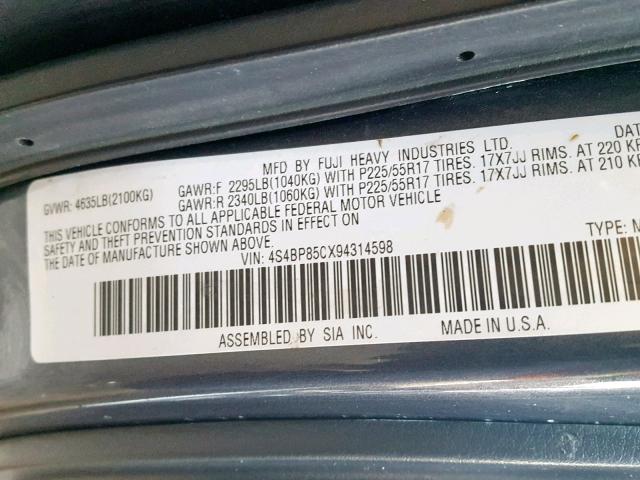 MFD BY FUJI HEAVY INDUSTRIES LTD. DAT
GVWR: 4635LB(2100KG) GAWR:F 2295LB(1040KG) WITH P225/55R17 TIRES. 17X7JJ RIMS. AT 220 KP
GAWR:R 2340LB(1060KG) WITH P225/55R17 TIRES. 17X7JJ RIMS. AT 210 KP
THIS VEHICLE CONFORMS TO ALL APPLICABLE FEDERAL MOTOR VEHICLE
SAFETY AND THEFT PREVENTION STANDARDS IN EFFECT ON
THE DATE OF MANUFACTURE SHOWN ABOVE.
VIN: 4S4BP85CX94314598 TYPE: M
ASSEMBLED BY SIA INC. MADE IN U.S.A.